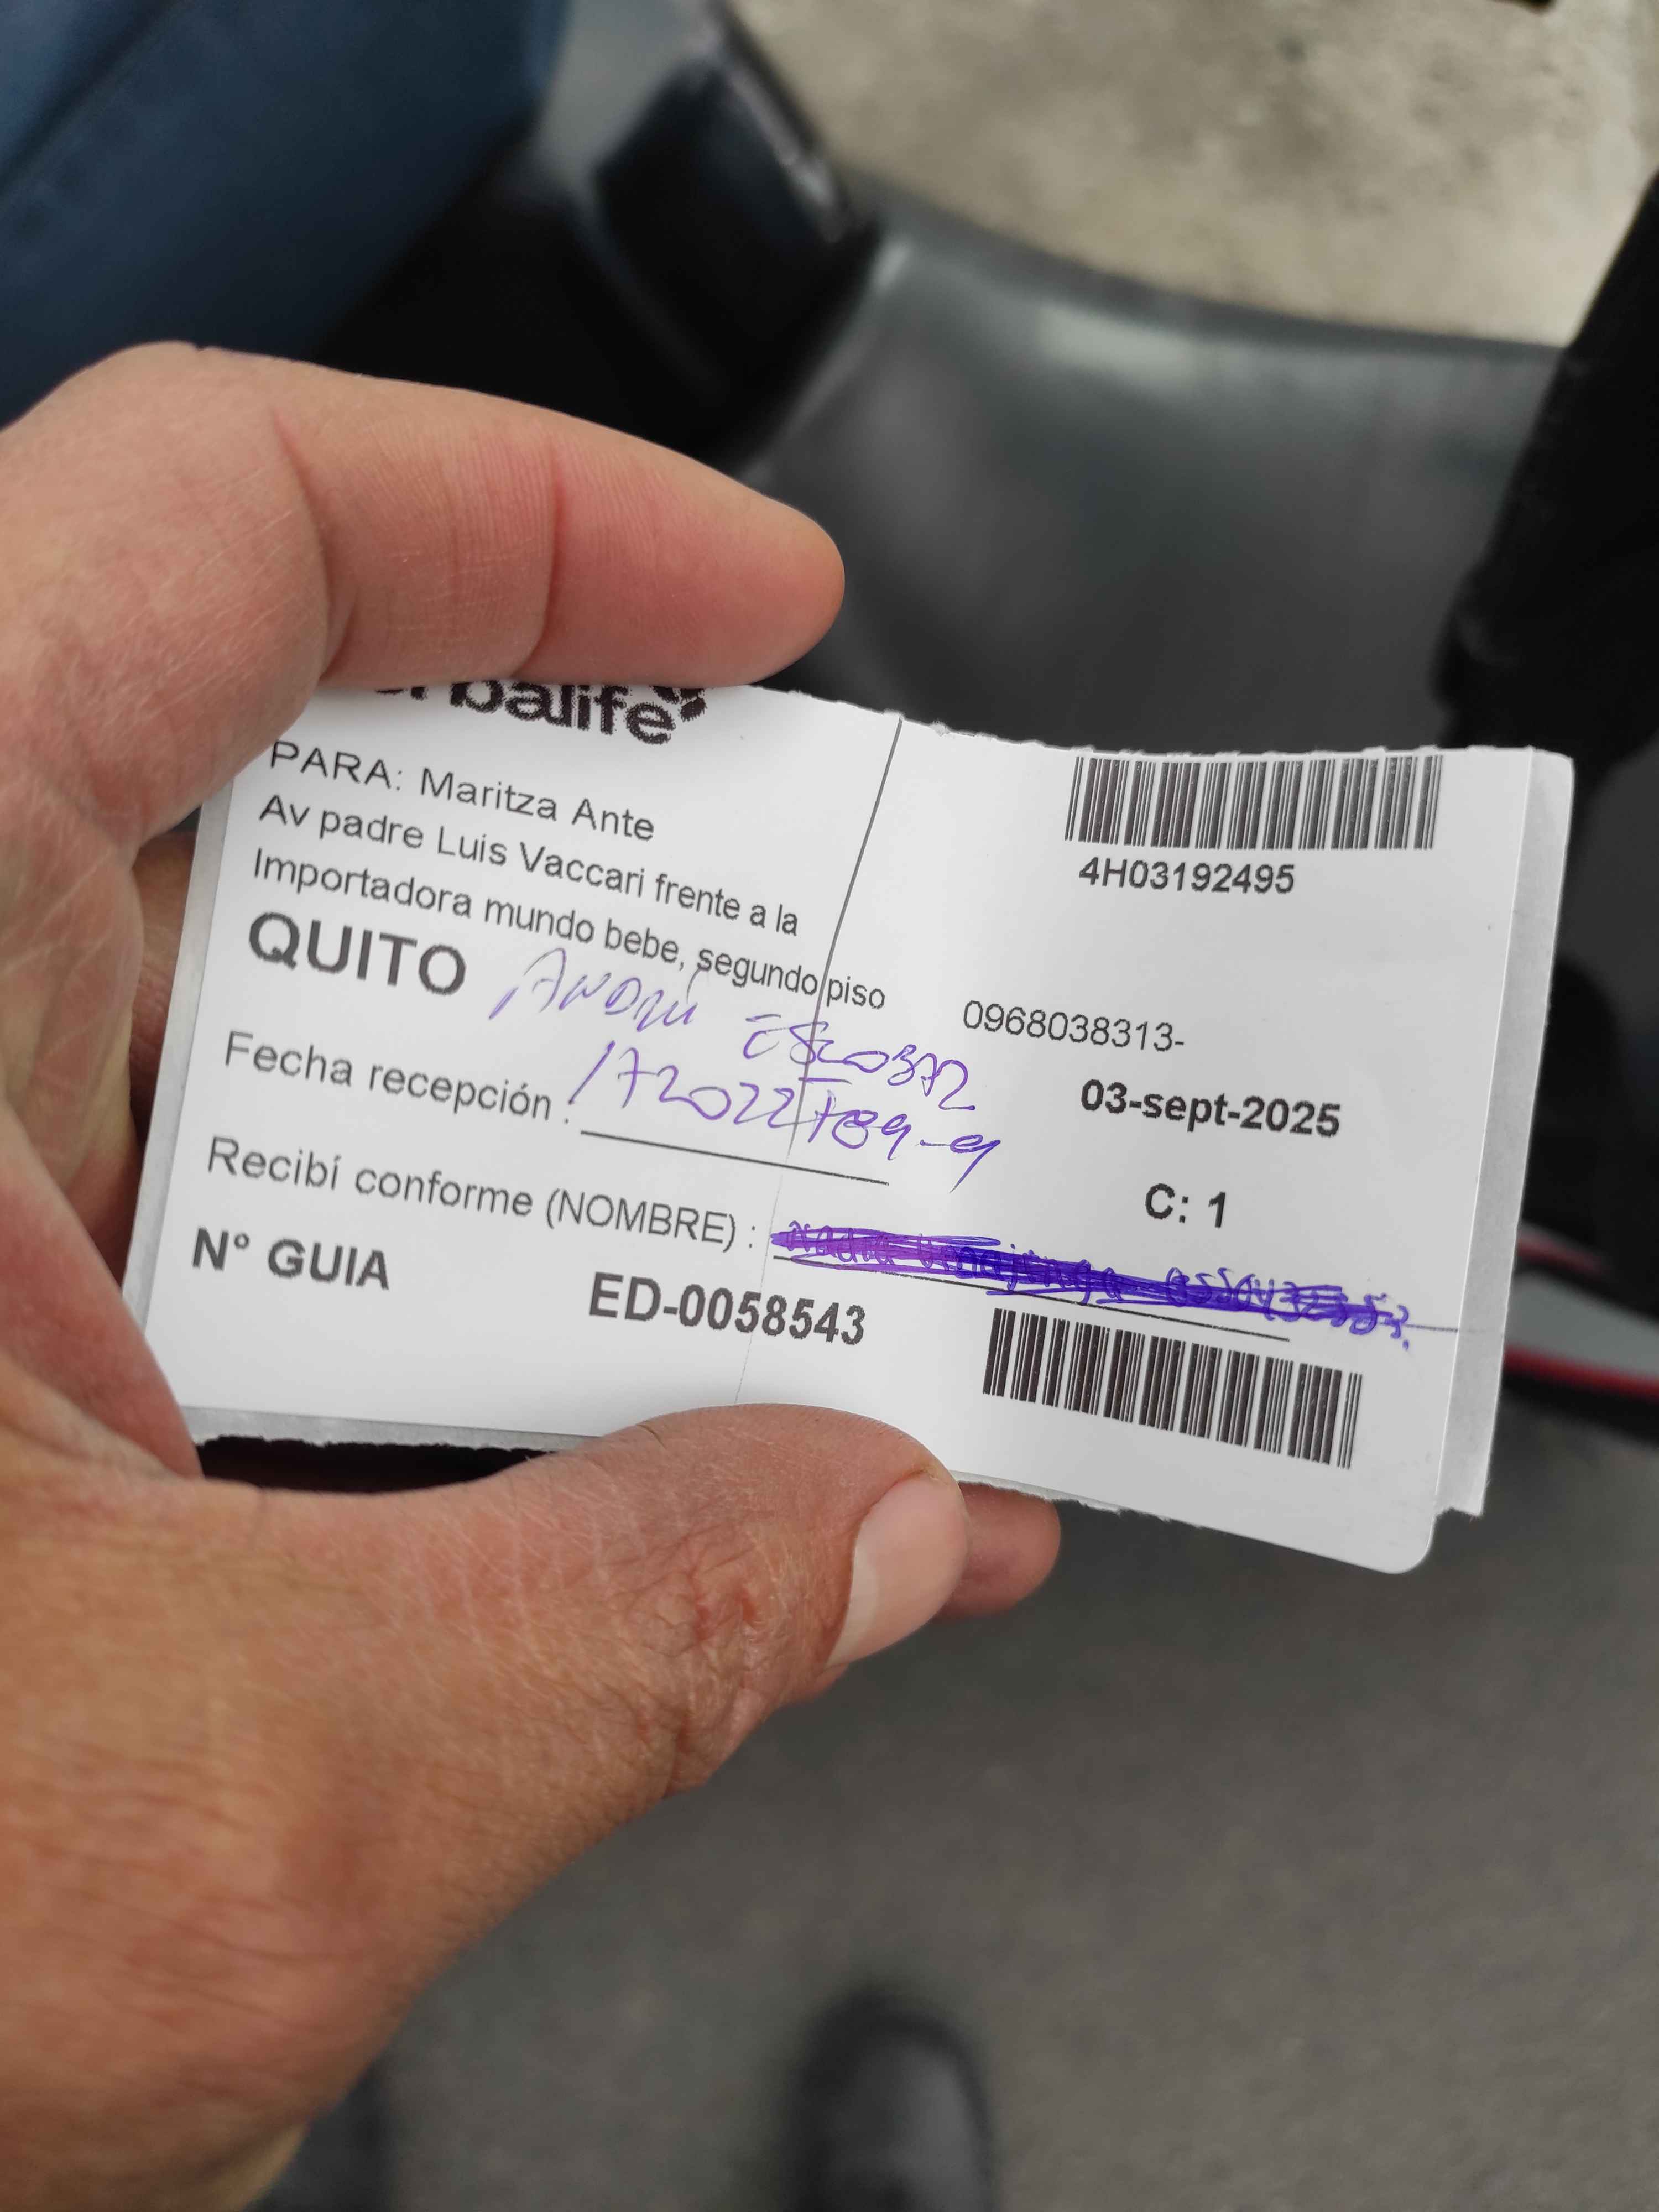 erbalife
PARA: Maritza Ante
Av padre Luis Vaccari frente a la
Importadora mundo bebe, segundo piso
QUITO
4H03192495
0968038313-
03-sept-2025
Fecha recepción :
C: 1
Recibí conforme (NOMBRE) :
N° GUIA ED-0058543